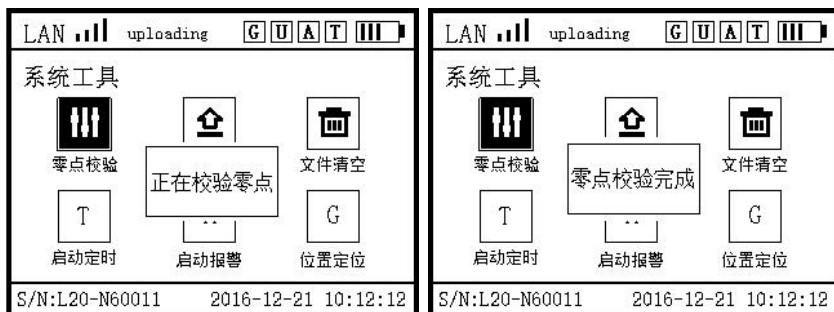 LAN uploading G U A T
系统工具
零点校验 文件清空
正在校验零点
T G
启动定时 启动报警 位置定位
S/N:L20-N60011 2016-12-21 10:12:12
LAN uploading G U A T
系统工具
零点校验 文件清空
零点校验完成
T G
启动定时 启动报警 位置定位
S/N:L20-N60011 2016-12-21 10:12:12